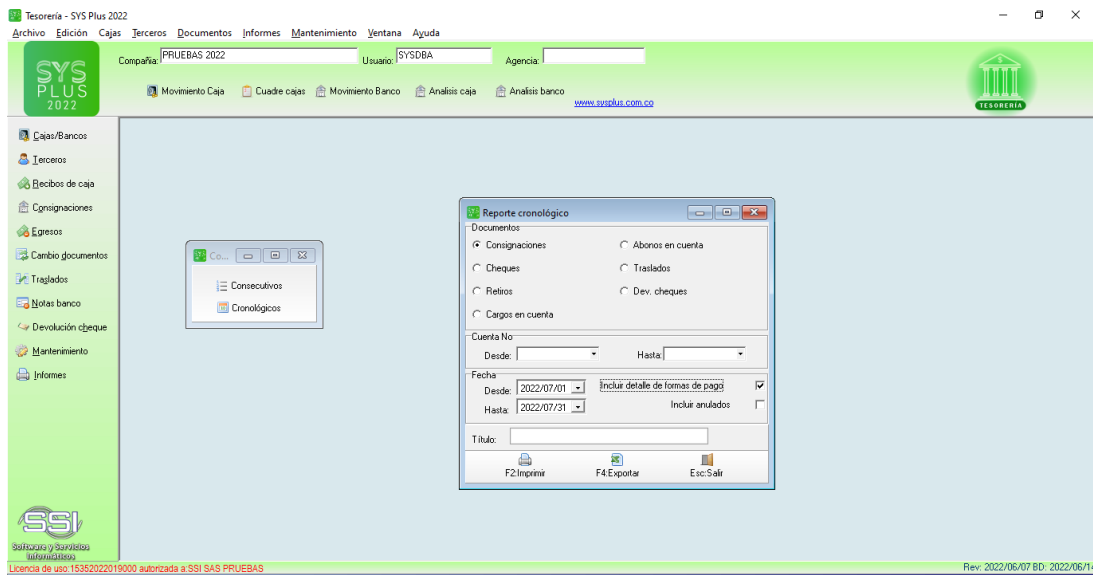 Tesorería - SYS Plus 2022
Archivo Edición Cajas Terceros Documentos Informes Mantenimiento Ventana Ayuda
SYS
PLUS
2022
Compañia: PRUEBAS 2022 Usuario: SYSDBA Agencia:
Movimiento Caja Cuadre cajas Movimiento Banco Analisis caja Analisis banco
www.sysplus.com.co
TESORERÍA
Cajas/Bancos
Terceros
Recibos de caja
Consignaciones
Egresos
Cambio documentos
Traslados
Notas banco
Devolución cheque
Mantenimiento
Informes
Co...
Consecutivos
Cronológicos
Reporte cronológico
Documentos
Consignaciones Abonos en cuenta
Cheques Traslados
Retiros Dev. cheques
Cargos en cuenta
Cuenta No
Desde: Hasta:
Fecha
Desde: 2022/07/01 Incluir detalle de formas de pago
Hasta: 2022/07/31 Incluir anulados
Título:
F2:Imprimir F4:Exportar Esc:Salir
SSI
Software y Servicios
Informáticos
Licencia de uso:15352022019000 autorizada a:SSI SAS PRUEBAS
Rev: 2022/06/07 BD: 2022/06/14